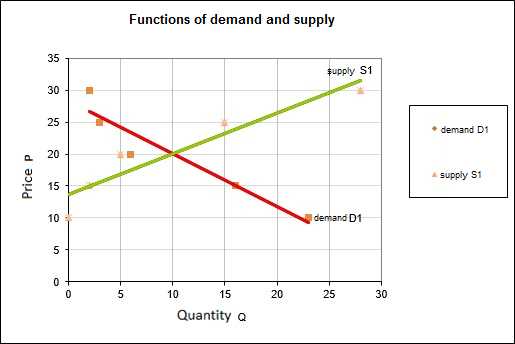 Functions of demand and supply
35
30
25
20
15
10
5
0
0 5 10 15 20 25 30
Price P
Quantity Q
supply S1
demand D1
demand D1
supply S1